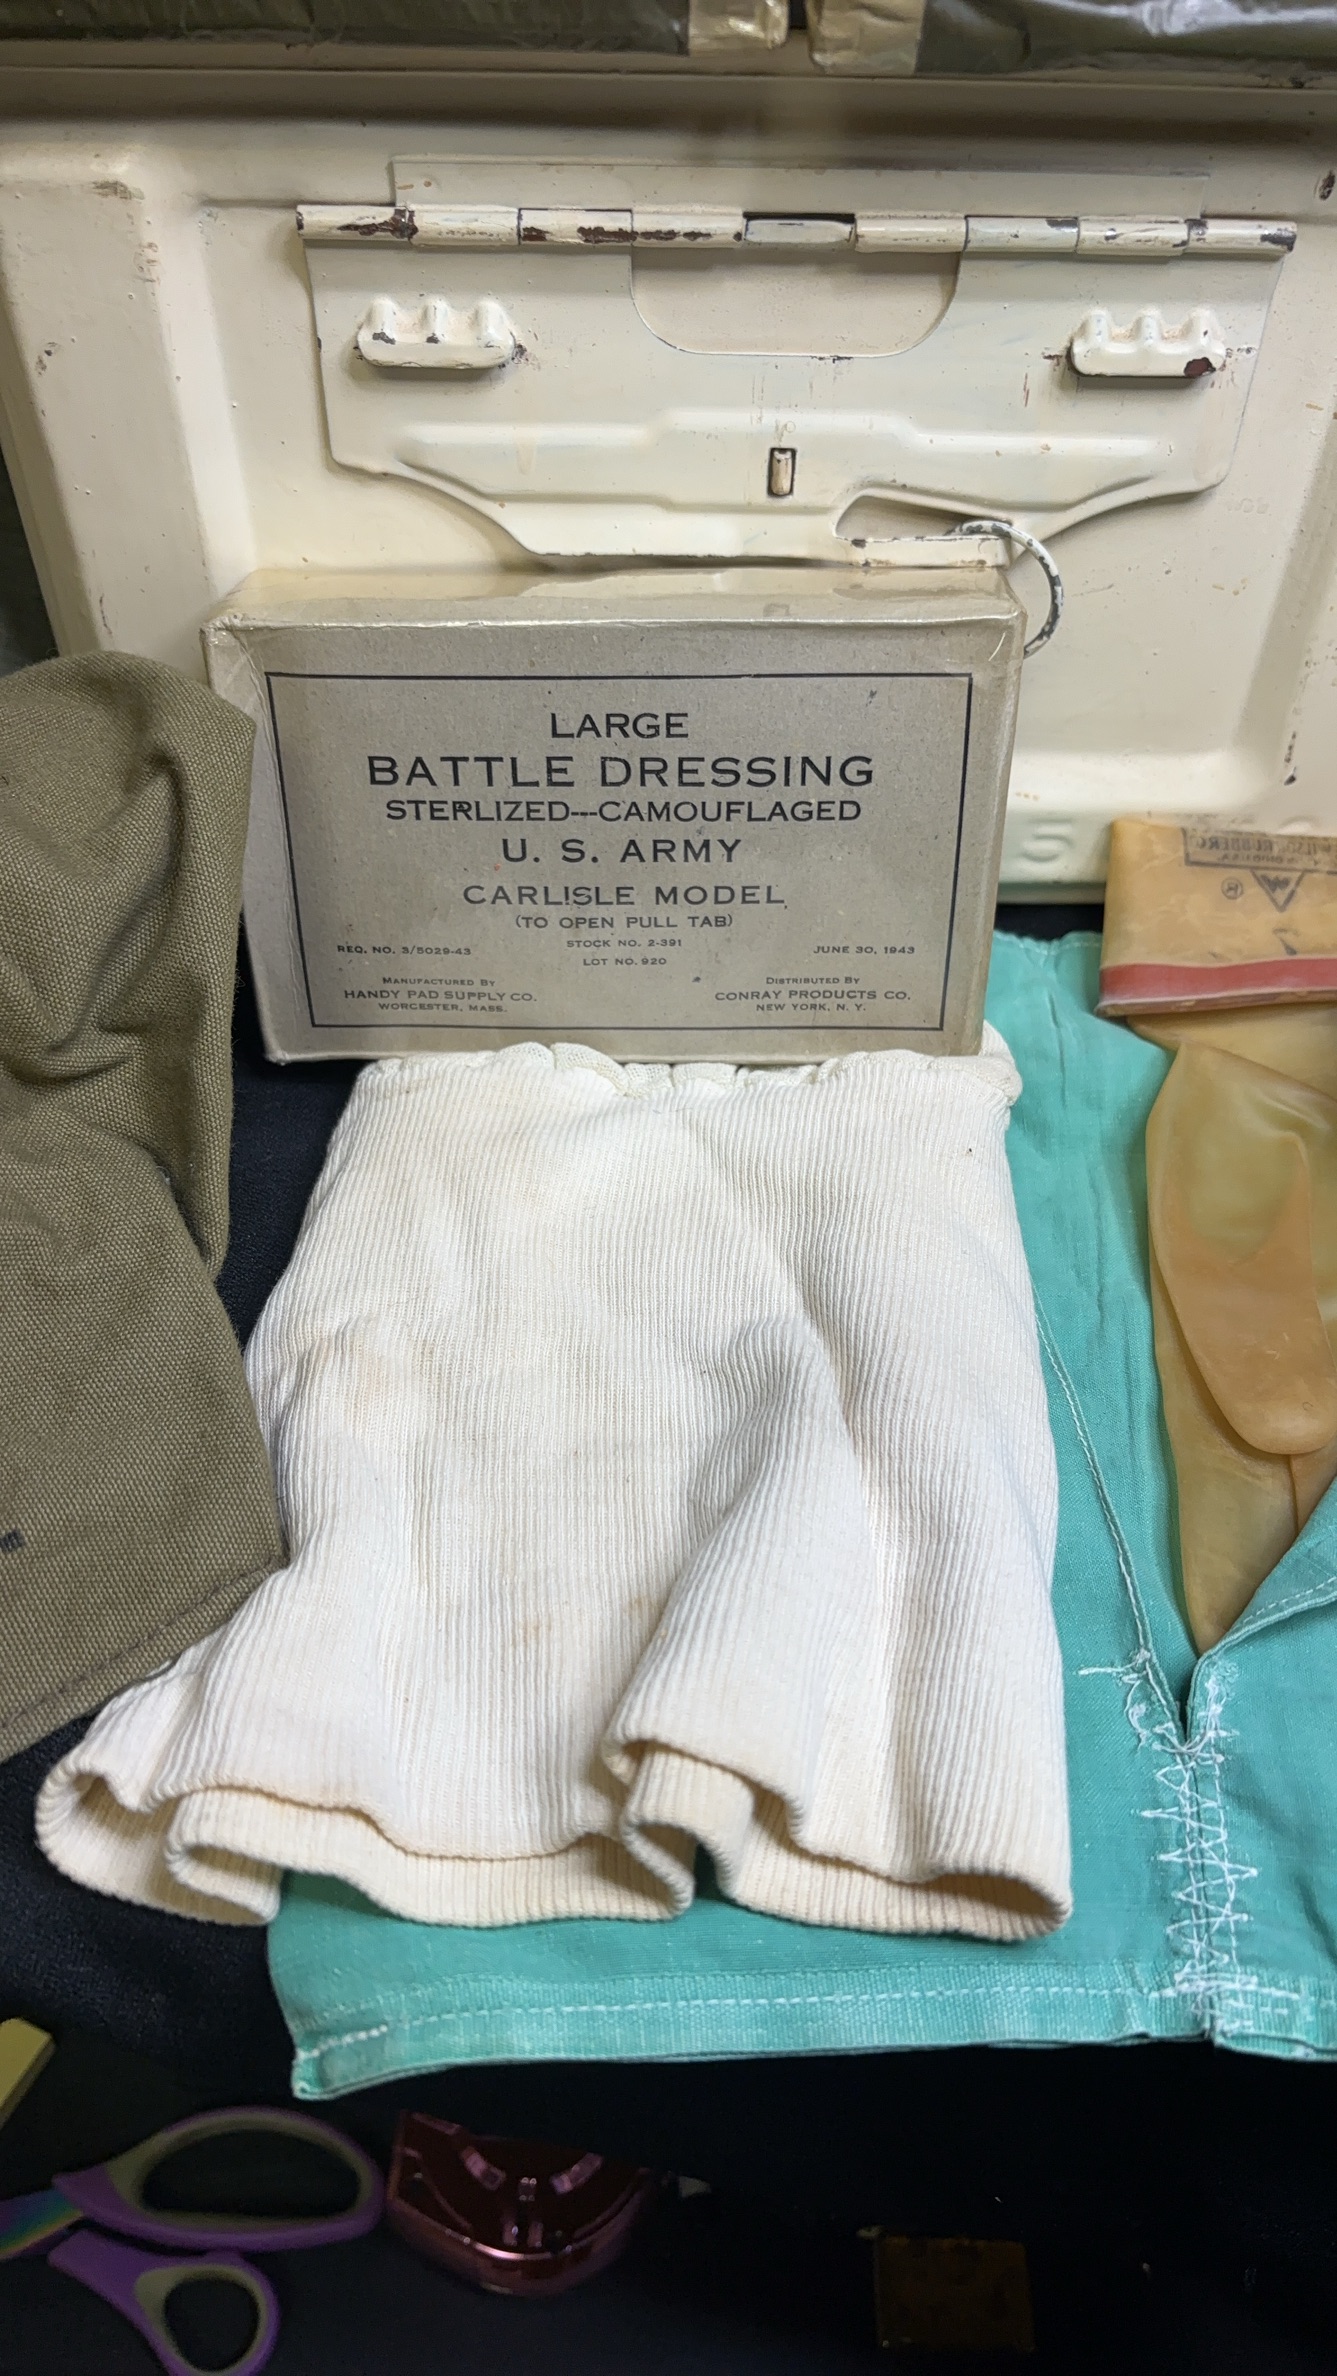 LARGE
BATTLE DRESSING
STERLIZED---CAMOUFLAGED
U. S. ARMY
CARLISLE MODEL
(TO OPEN PULL TAB)
REQ. NO. 3/5029-43
STOCK NO. 2-391
JUNE 30, 1943
LOT NO. 920
MANUFACTURED BY
HANDY PAD SUPPLY CO.
WORCESTER, MASS.
DISTRIBUTED BY
CONRAY PRODUCTS CO.
NEW YORK, N. Y.
5
RUBBER